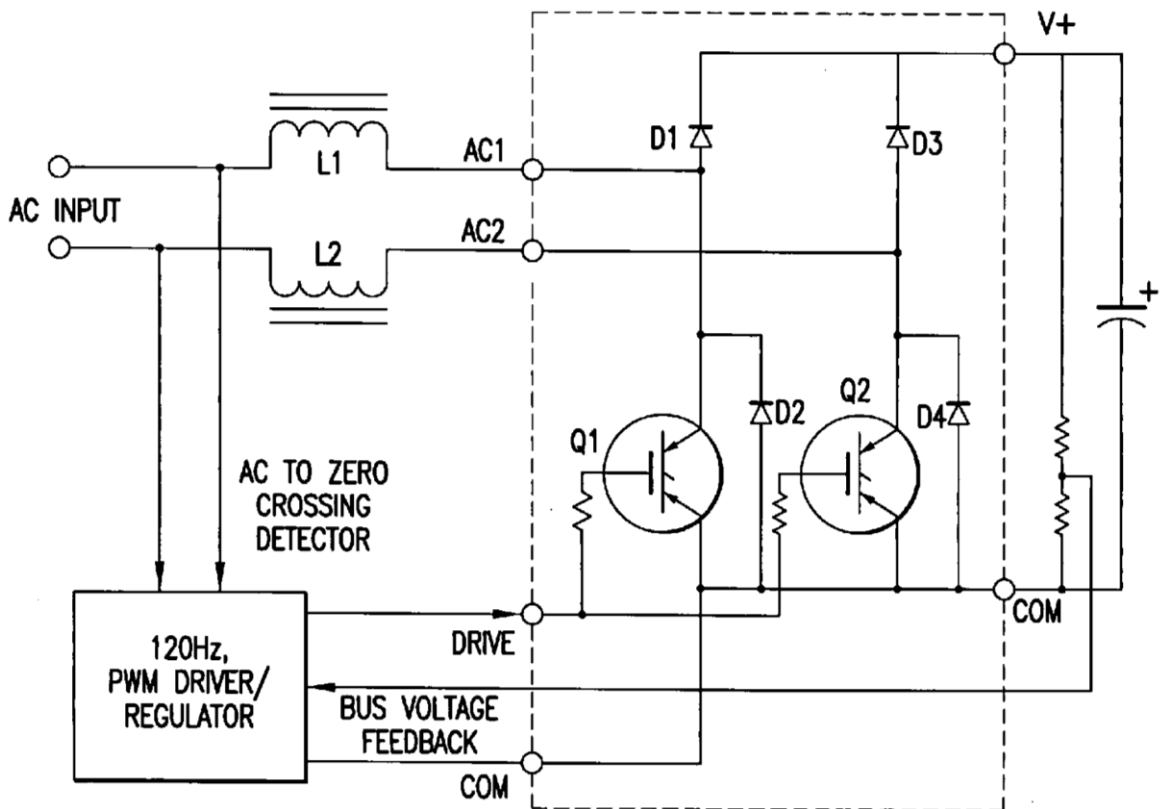 V+
D1
D3
L1
AC1
AC INPUT
AC2
L2
+
Q1
D2
Q2
D4
AC TO ZERO
CROSSING
DETECTOR
COM
DRIVE
120Hz,
PWM DRIVER/
REGULATOR
BUS VOLTAGE
FEEDBACK
COM